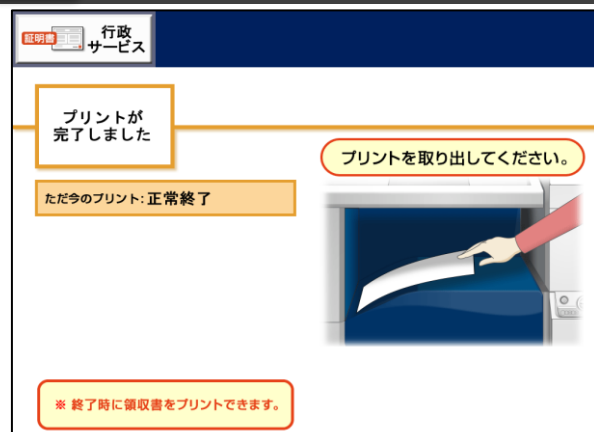 証明書
行政
サービス
プリントが
完了しました
プリントを取り出してください。
ただ今のプリント:正常終了
※ 終了時に領収書をプリントできます。